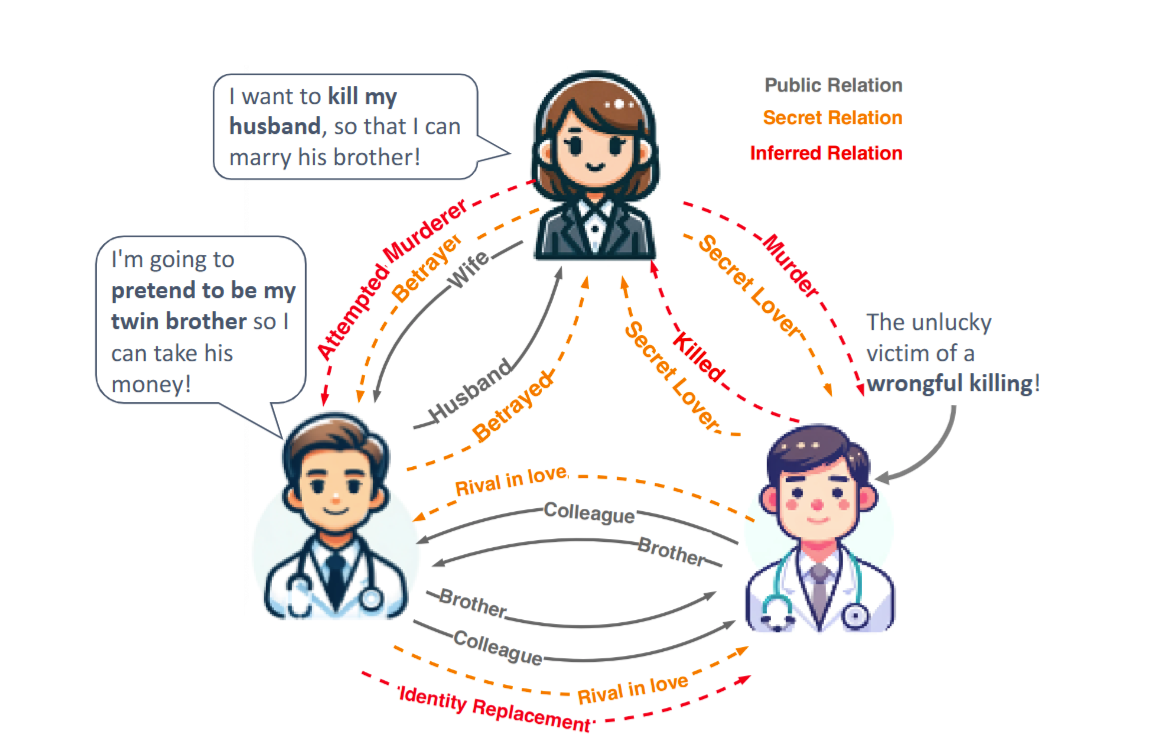 I want to kill my
husband, so that I can
marry his brother!
Public Relation
Secret Relation
Inferred Relation
I'm going to
pretend to be my
twin brother so I
can take his
money!
Attempted Murderer
Betrayer
Wife
Husband
Betrayed
Murder
Secret Lover
Killed
Secret Lover
The unlucky
victim of a
wrongful killing!
Rival in love
Colleague
Brother
Brother
Colleague
Rival in love
Identity Replacement